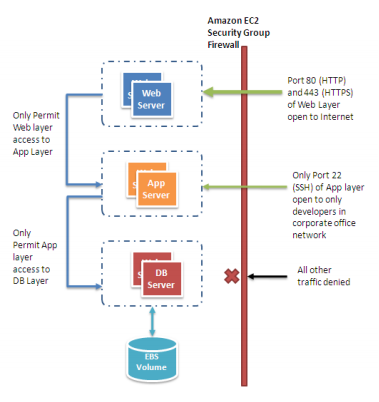 Amazon EC2
Security Group
Firewall
Web
Server
Port 80 (HTTP)
and 443 (HTTPS)
of Web Layer
open to Internet
Only Permit
Web layer
access to
App Layer
App
Server
Only Port 22
(SSH) of App layer
open to only
developers in
corporate office
network
Only
Permit App
layer
access to
DB Layer
DB
Server
All other
traffic denied
EBS
Volume